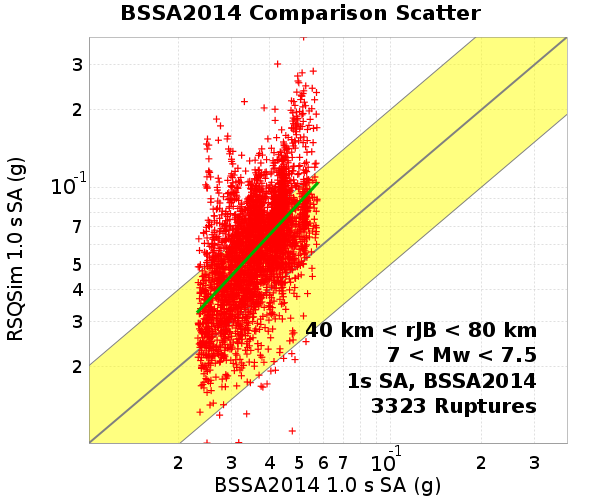 BSSA2014 Comparison Scatter
RSQSim 1.0 s SA (g)
3
2
10-1
7
5
4
3
2
40 km < rJB < 80 km
7 < Mw < 7.5
1s SA, BSSA2014
3323 Ruptures
2 3 4 5 6 7 10-1 2 3
BSSA2014 1.0 s SA (g)